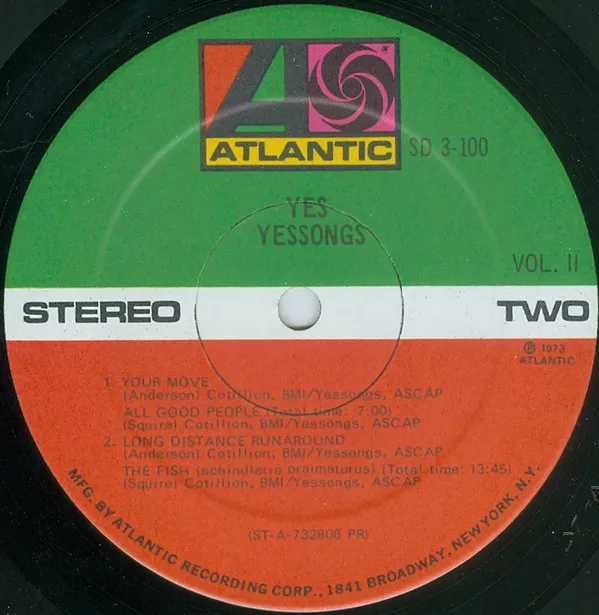 ATLANTIC
SD 3-100
YES
YESSONGS
VOL. II
STEREO
TWO
Ⓟ 1973
ATLANTIC
1. YOUR MOVE
(Anderson) Cotillion, BMI/Yessongs, ASCAP
ALL GOOD PEOPLE (Total time: 7:00)
(Squire) Cotillion, BMI/Yessongs, ASCAP
2. LONG DISTANCE RUNAROUND
(Anderson) Cotillion, BMI/Yessongs, ASCAP
THE FISH (schindleria praimaturus) (Total time: 13:45)
(Squire) Cotillion, BMI/Yessongs, ASCAP
(ST-A-732806 PR)
MFG. BY ATLANTIC RECORDING CORP., 1841 BROADWAY, NEW YORK, N.Y.